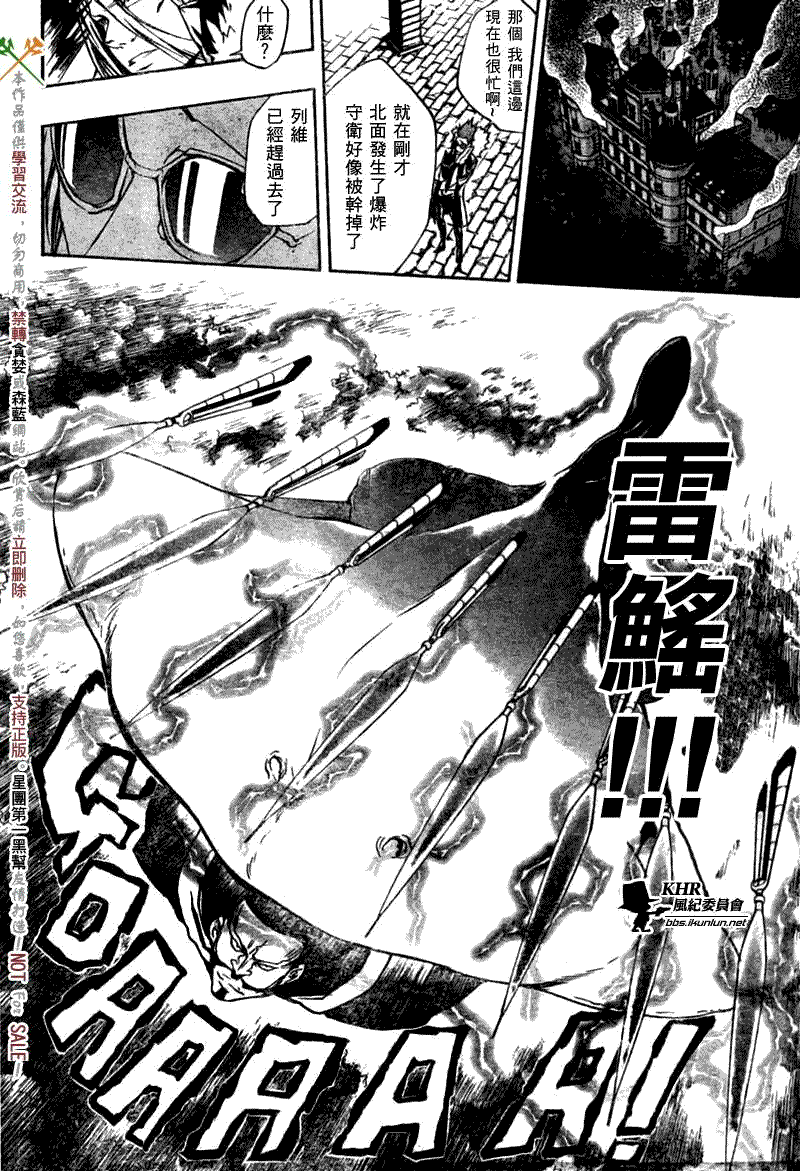 那個 我們這邊
現在也很忙啊~
就在剛才
北面發生了爆炸
守衛好像被幹掉了
什麼?
列維
已經趕過去了
雷鰩!!!
GOAAAAA!
KHR
風紀委員會
bbs.ikunlun.net
本作品僅供學習交流，切勿商用，禁轉貪婪或森藍網站。欣賞后請立即刪除，如您喜歡，支持正版。星團第一黑幫友情打造—NOT For SALE—